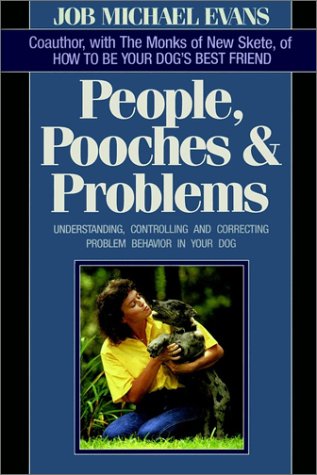 JOB MICHAEL EVANS
Coauthor, with The Monks of New Skete, of
HOW TO BE YOUR DOG'S BEST FRIEND
People,
Pooches &
Problems
UNDERSTANDING, CONTROLLING AND CORRECTING
PROBLEM BEHAVIOR IN YOUR DOG